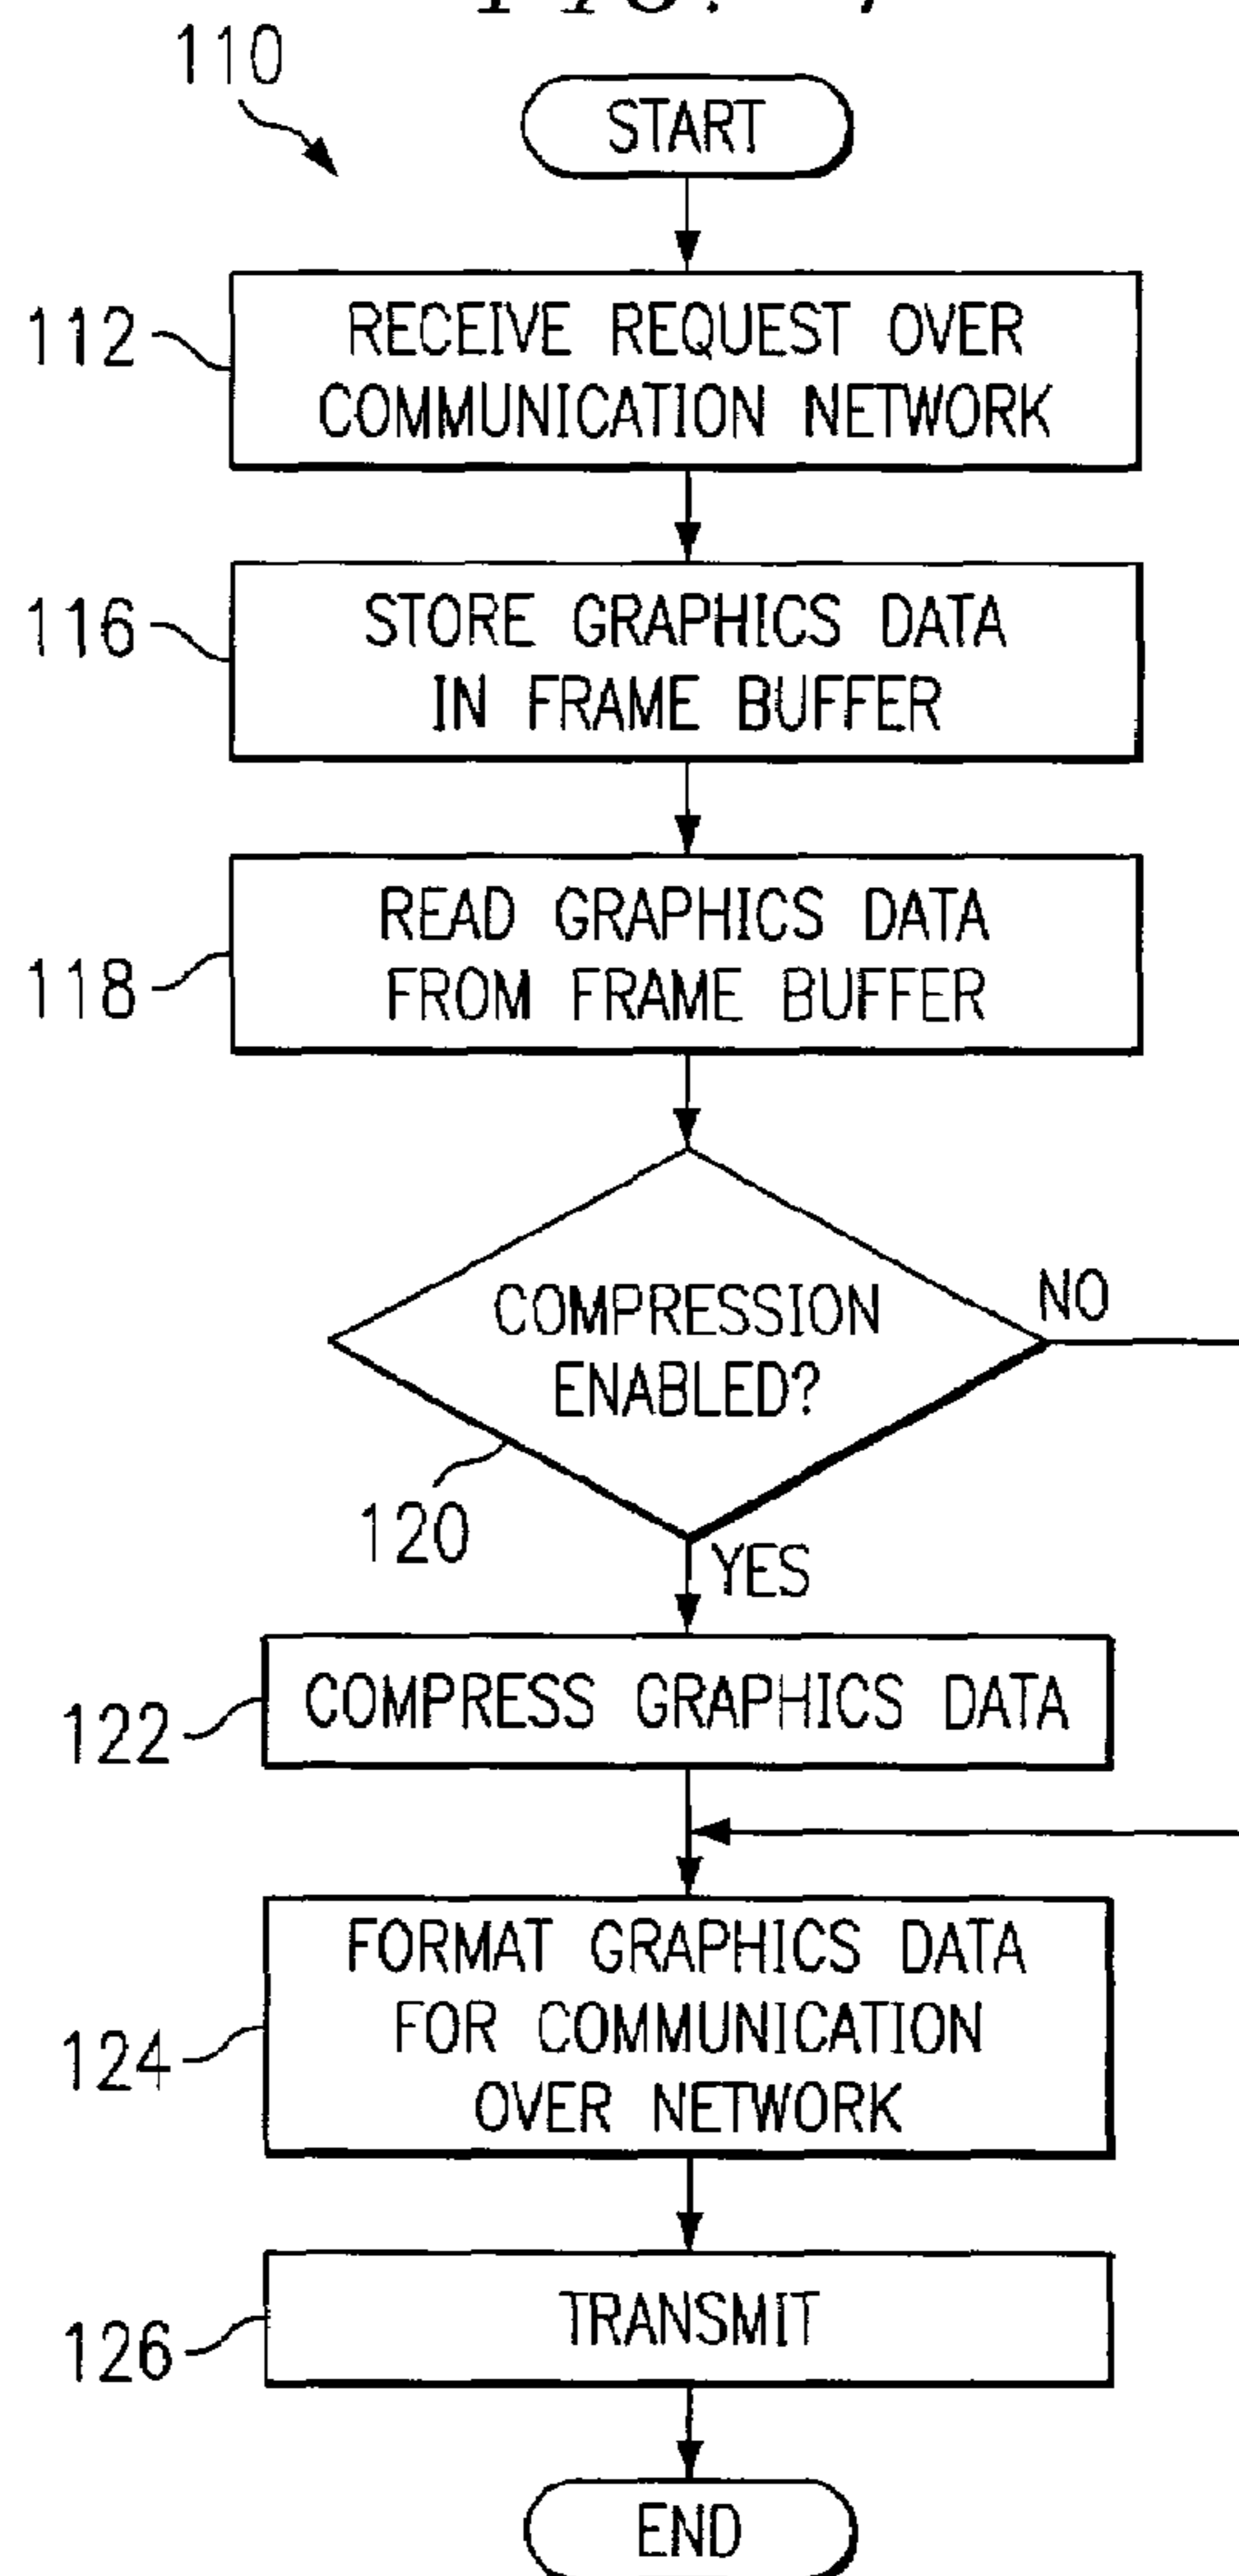 110
START
112
RECEIVE REQUEST OVER
COMMUNICATION NETWORK
116
STORE GRAPHICS DATA
IN FRAME BUFFER
118
READ GRAPHICS DATA
FROM FRAME BUFFER
COMPRESSION
ENABLED?
NO
120
YES
122
COMPRESS GRAPHICS DATA
124
FORMAT GRAPHICS DATA
FOR COMMUNICATION
OVER NETWORK
126
TRANSMIT
END